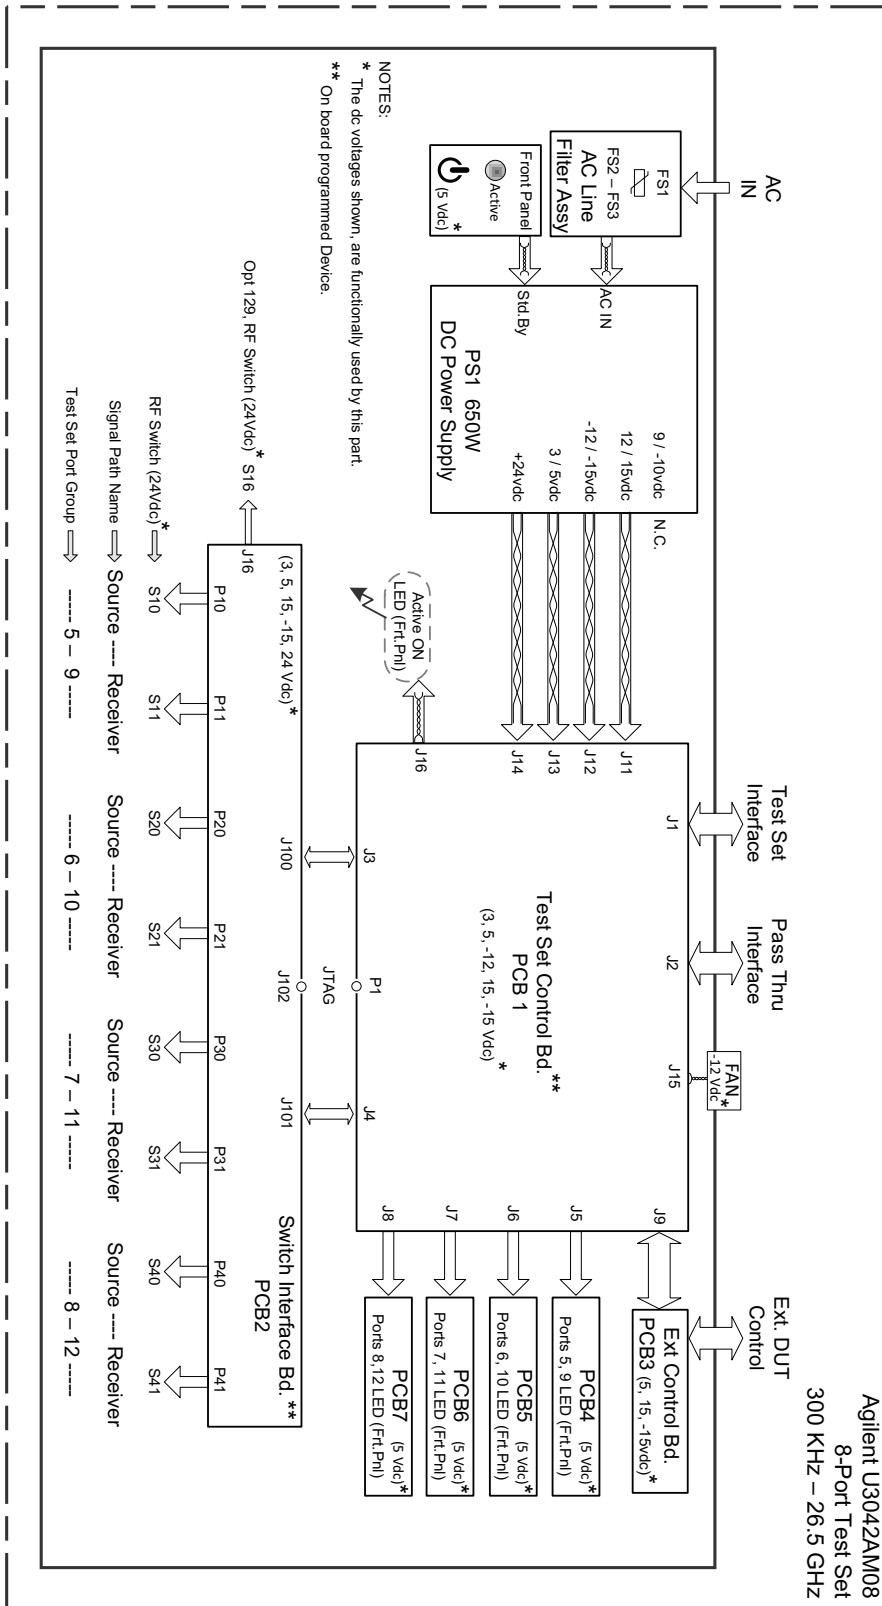 Agilent U3042AM08
8-Port Test Set
300 KHz – 26.5 GHz
AC
IN
Test Set
Interface
Pass Thru
Interface
Ext. DUT
Control
FS1
FS2 – FS3
AC Line
Filter Assy
Front Panel
Active
(5 Vdc)*
AC IN
Std.By
PS1 650W
DC Power Supply
9 / -10vdc
12 / 15vdc
-12 / -15vdc
3 / 5vdc
+24vdc
N.C.
J11
J12
J13
J14
J16
J1
J2
J15
J9
FAN
-12 Vdc*
Test Set Control Bd. **
PCB 1
(3, 5, -12, 15, -15 Vdc) *
J5
J6
J7
J8
J3
P1
J4
Ext Control Bd.
PCB3 (5, 15, -15vdc)*
PCB4 (5 Vdc)*
Ports 5, 9 LED (Frt.Pnl)
PCB5 (5 Vdc)*
Ports 6, 10 LED (Frt.Pnl)
PCB6 (5 Vdc)*
Ports 7, 11 LED (Frt.Pnl)
PCB7 (5 Vdc)*
Ports 8,12 LED (Frt.Pnl)
Active ON
LED (Frt.Pnl)
NOTES:
* The dc voltages shown, are functionally used by this part.
** On board programmed Device.
JTAG
J100
J102
J101
(3, 5, 15, -15, 24 Vdc)*
Switch Interface Bd. **
PCB2
J16
Opt 129, RF Switch (24Vdc)* S16
P10 P11 P20 P21 P30 P31 P40 P41
RF Switch (24Vdc)* S10 S11 S20 S21 S30 S31 S40 S41
Signal Path Name Source ---- Receiver Source ---- Receiver Source ---- Receiver Source ---- Receiver
Test Set Port Group ----- 5 – 9 ----- ----- 6 – 10 ----- ----- 7 – 11 ----- ----- 8 – 12 -----